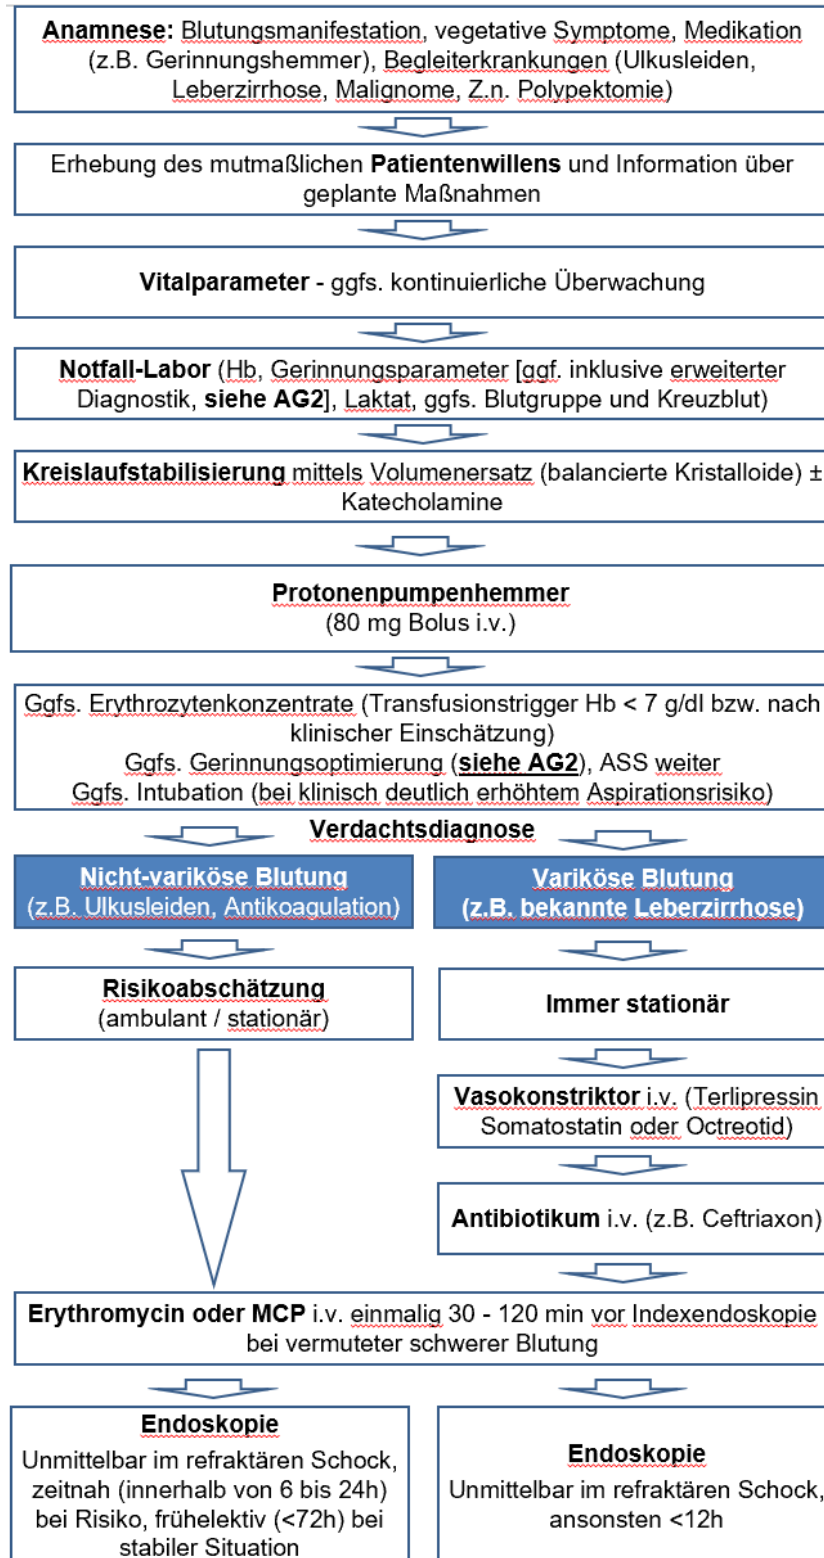 Anamnese: Blutungsmanifestation, vegetative Symptome, Medikation
(z.B. Gerinnungshemmer), Begleiterkrankungen (Ulkusleiden,
Leberzirrhose, Malignome, Z.n. Polypektomie)
Erhebung des mutmaßlichen Patientenwillens und Information über
geplante Maßnahmen
Vitalparameter - ggfs. kontinuierliche Überwachung
Notfall-Labor (Hb, Gerinnungsparameter [ggf. inklusive erweiterter
Diagnostik, siehe AG2], Laktat, ggfs. Blutgruppe und Kreuzblut)
Kreislaufstabilisierung mittels Volumenersatz (balancierte Kristalloide) ±
Katecholamine
Protonenpumpenhemmer
(80 mg Bolus i.v.)
Ggfs. Erythrozytenkonzentrate (Transfusionstrigger Hb < 7 g/dl bzw. nach
klinischer Einschätzung)
Ggfs. Gerinnungsoptimierung (siehe AG2), ASS weiter
Ggfs. Intubation (bei klinisch deutlich erhöhtem Aspirationsrisiko)
Verdachtsdiagnose
Nicht-variköse Blutung
(z.B. Ulkusleiden, Antikoagulation)
Risikoabschätzung
(ambulant / stationär)
Variköse Blutung
(z.B. bekannte Leberzirrhose)
Immer stationär
Vasokonstriktor i.v. (Terlipressin
Somatostatin oder Octreotid)
Antibiotikum i.v. (z.B. Ceftriaxon)
Erythromycin oder MCP i.v. einmalig 30 - 120 min vor Indexendoskopie
bei vermuteter schwerer Blutung
Endoskopie
Unmittelbar im refraktären Schock,
zeitnah (innerhalb von 6 bis 24h)
bei Risiko, frühelektiv (<72h) bei
stabiler Situation
Endoskopie
Unmittelbar im refraktären Schock,
ansonsten <12h